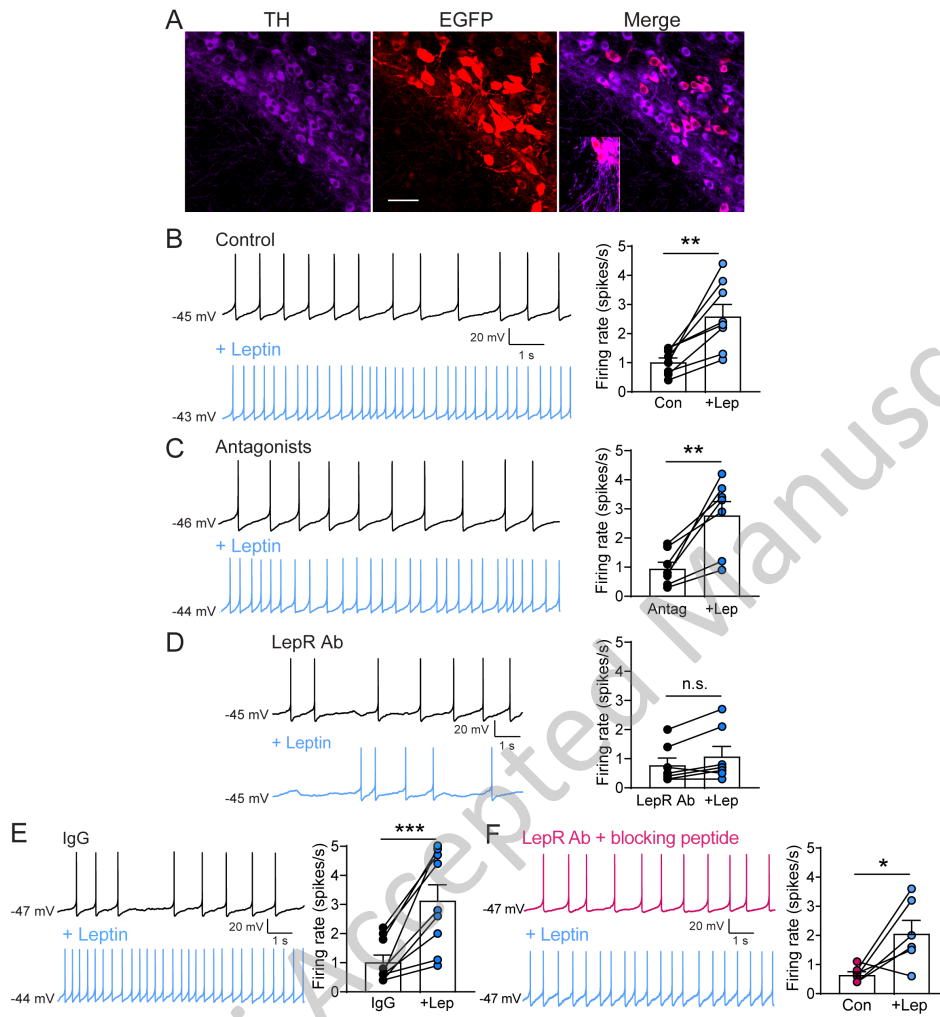 A
TH
EGFP
Merge
B
Control
-45 mV
20 mV
1 s
+ Leptin
-43 mV
Firing rate (spikes/s)
5
4
3
2
1
0
**
Con
+Lep
C
Antagonists
-46 mV
+ Leptin
-44 mV
Firing rate (spikes/s)
5
4
3
2
1
0
**
Antag
+Lep
D
LepR Ab
-45 mV
20 mV
1 s
+ Leptin
-45 mV
Firing rate (spikes/s)
5
4
3
2
1
0
n.s.
LepR Ab
+Lep
E
IgG
-47 mV
20 mV
1 s
+ Leptin
-44 mV
Firing rate (spikes/s)
5
4
3
2
1
0
***
IgG
+Lep
F
LepR Ab + blocking peptide
-47 mV
20 mV
1 s
+ Leptin
-47 mV
Firing rate (spikes/s)
5
4
3
2
1
0
*
Con
+Lep
Accepted